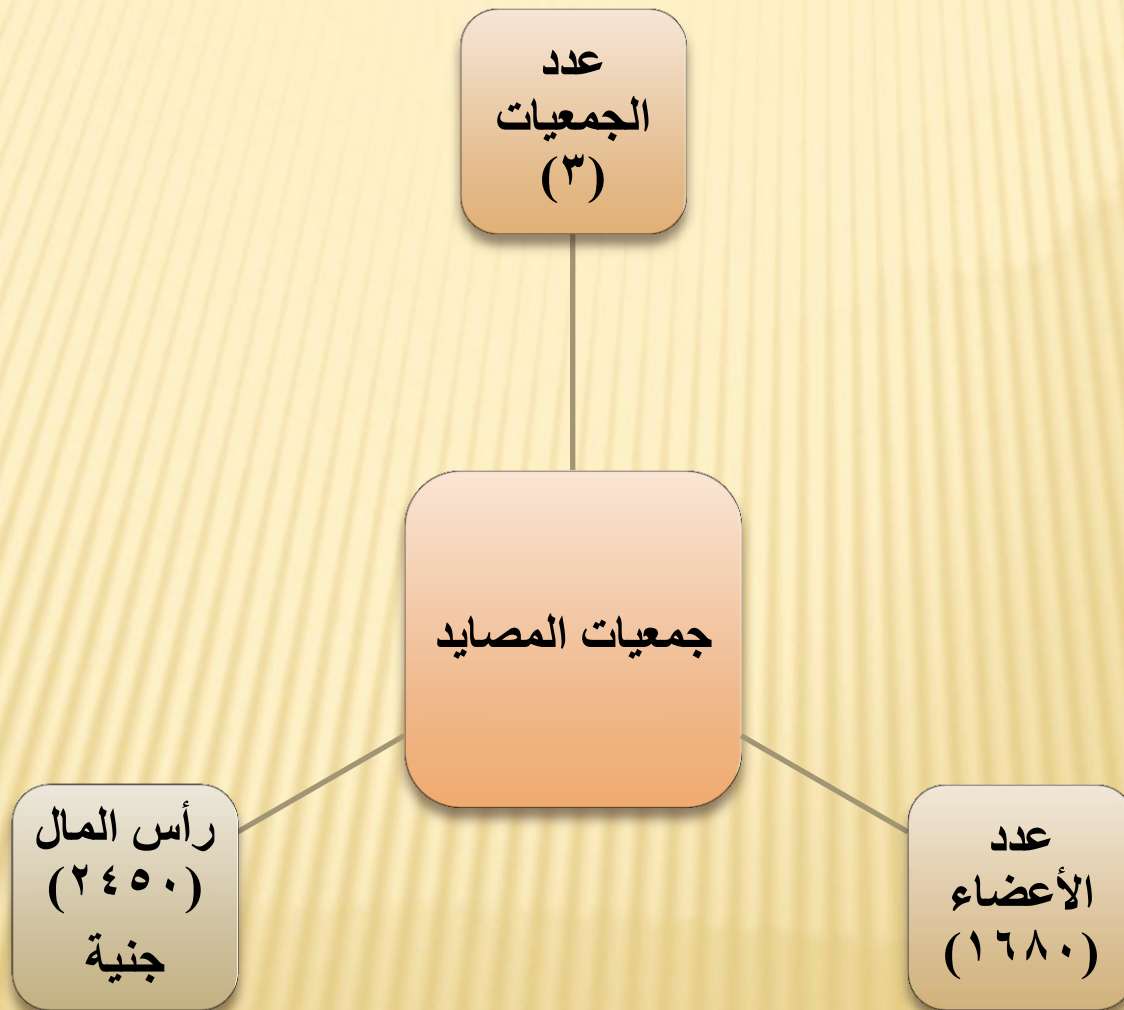 عدد
الجمعيات
(٣)
جمعيات المصايد
عدد
الأعضاء
(١٦٨٠)
رأس المال
(٢٤٥٠)
جنية